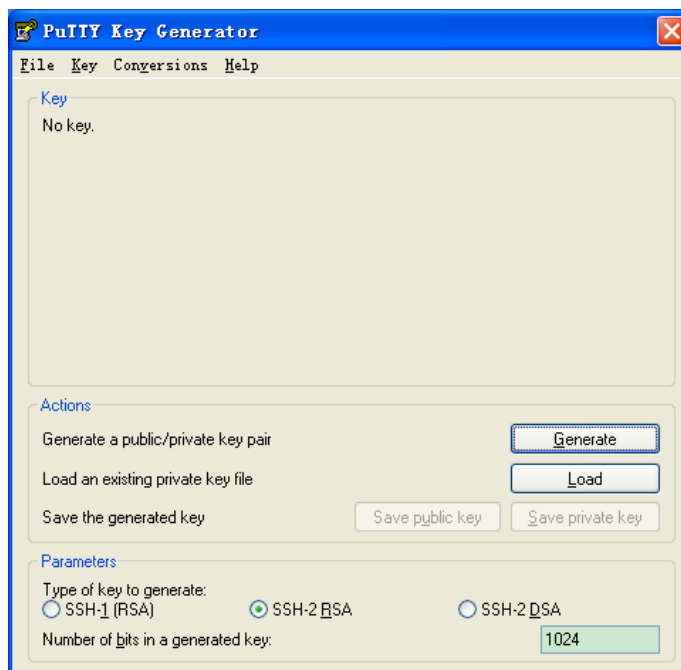 PuTTY Key Generator
File Key Conversions Help
Key
No key.
Actions
Generate a public/private key pair Generate
Load an existing private key file Load
Save the generated key Save public key Save private key
Parameters
Type of key to generate:
SSH-1 (RSA) SSH-2 RSA SSH-2 DSA
Number of bits in a generated key: 1024